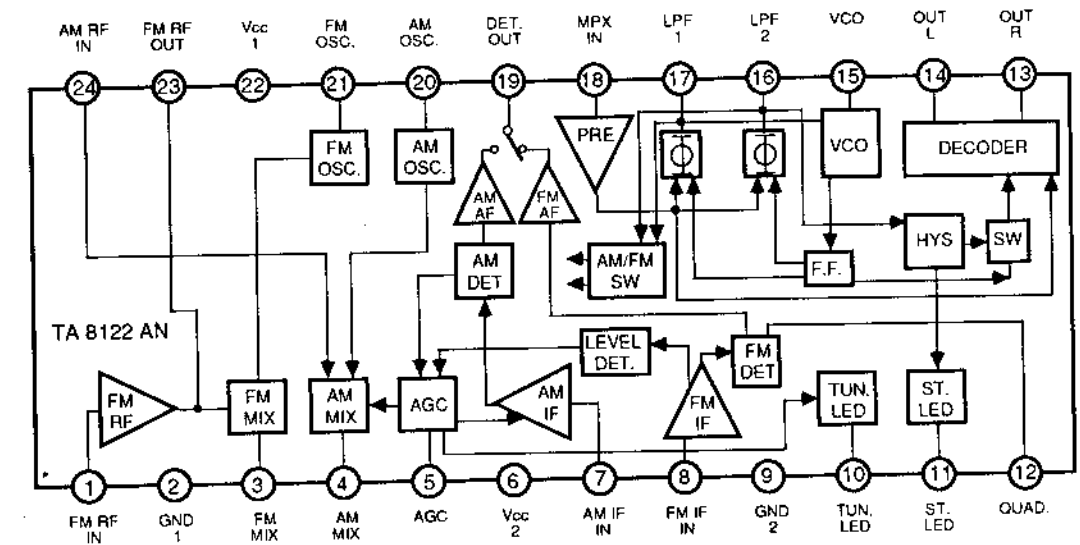 AM RF
IN
FM RF
OUT
Vcc
1
FM
OSC.
AM
OSC.
DET.
OUT
MPX
IN
LPF
1
LPF
2
VCO
OUT
L
OUT
R
24
23
22
21
20
19
18
17
16
15
14
13
FM
OSC.
AM
OSC.
PRE
VCO
DECODER
AM
AF
FM
AF
AM
DET
AM/FM
SW
F.F.
HYS
SW
TA 8122 AN
LEVEL
DET.
FM
DET
FM
RF
FM
MIX
AM
MIX
AGC
AM
IF
FM
IF
TUN.
LED
ST.
LED
1
2
3
4
5
6
7
8
9
10
11
12
FM RF
IN
GND
1
FM
MIX
AM
MIX
AGC
Vcc
2
AM IF
IN
FM IF
IN
GND
2
TUN.
LED
ST.
LED
QUAD.